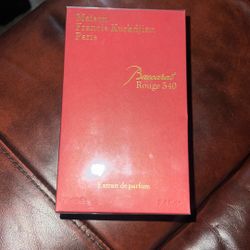 Maison
Francis Kurkdjian
Paris
Baccarat
Rouge 540
Extrait de parfum